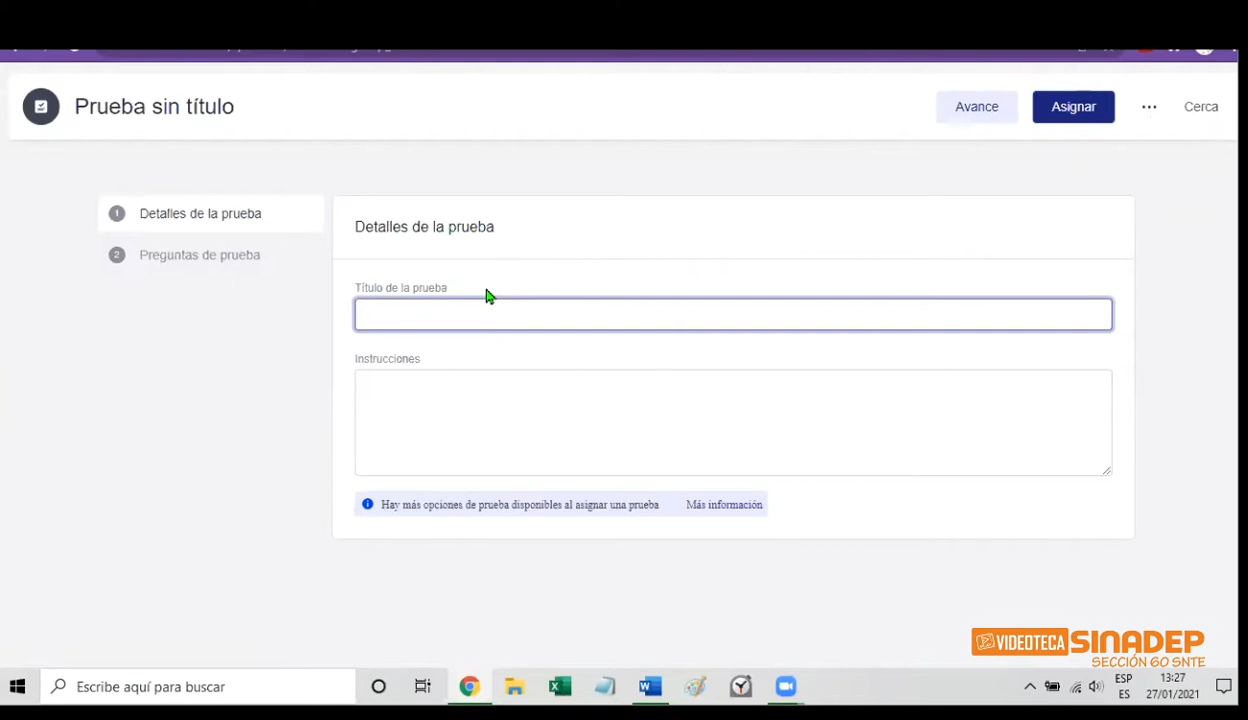 Prueba sin título
Avance
Asignar
Cerca
1 Detalles de la prueba
2 Preguntas de prueba
Detalles de la prueba
Título de la prueba
Instrucciones
Hay más opciones de prueba disponibles al asignar una prueba Más información
VIDEOTECA SINADEP
SECCIÓN 60 SNTE
Escribe aquí para buscar
ESP
ES
13:27
27/01/2021